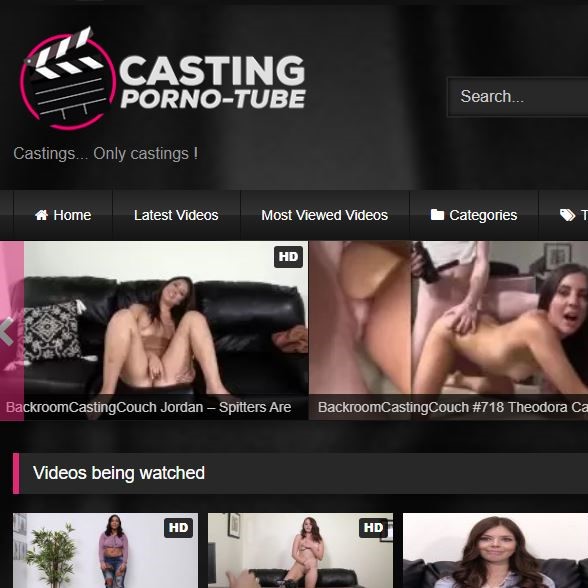 CASTING
PORNO-TUBE
Search...
Castings... Only castings !
Home
Latest Videos
Most Viewed Videos
Categories
HD
BackroomCastingCouch Jordan – Spitters Are
BackroomCastingCouch #718 Theodora
Videos being watched
HD
HD